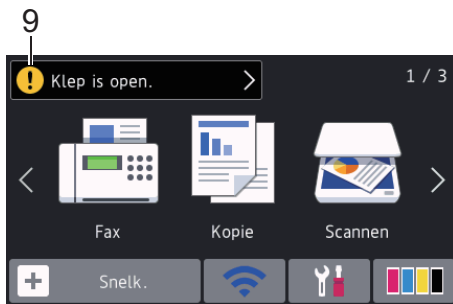 9
! Klep is open.
1 / 3
Fax Kopie Scannen
+ Snelk.